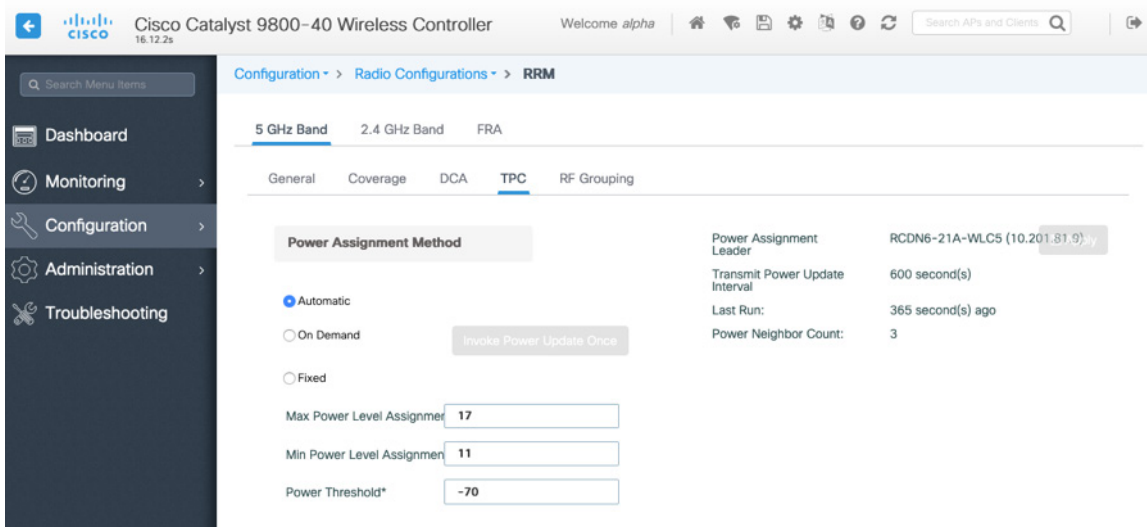 CISCO
Cisco Catalyst 9800-40 Wireless Controller
16.12.2s
Welcome alpha
Search APs and Clients
Search Menu Items
Dashboard
Monitoring
Configuration
Administration
Troubleshooting
Configuration > Radio Configurations > RRM
5 GHz Band 2.4 GHz Band FRA
General Coverage DCA TPC RF Grouping
Power Assignment Method
Automatic
On Demand
Invoke Power Update Once
Fixed
Max Power Level Assignmen 17
Min Power Level Assignmen 11
Power Threshold* -70
Power Assignment
Leader
RCDN6-21A-WLC5 (10.201.81.9)
Apply
Transmit Power Update
Interval
600 second(s)
Last Run: 365 second(s) ago
Power Neighbor Count: 3